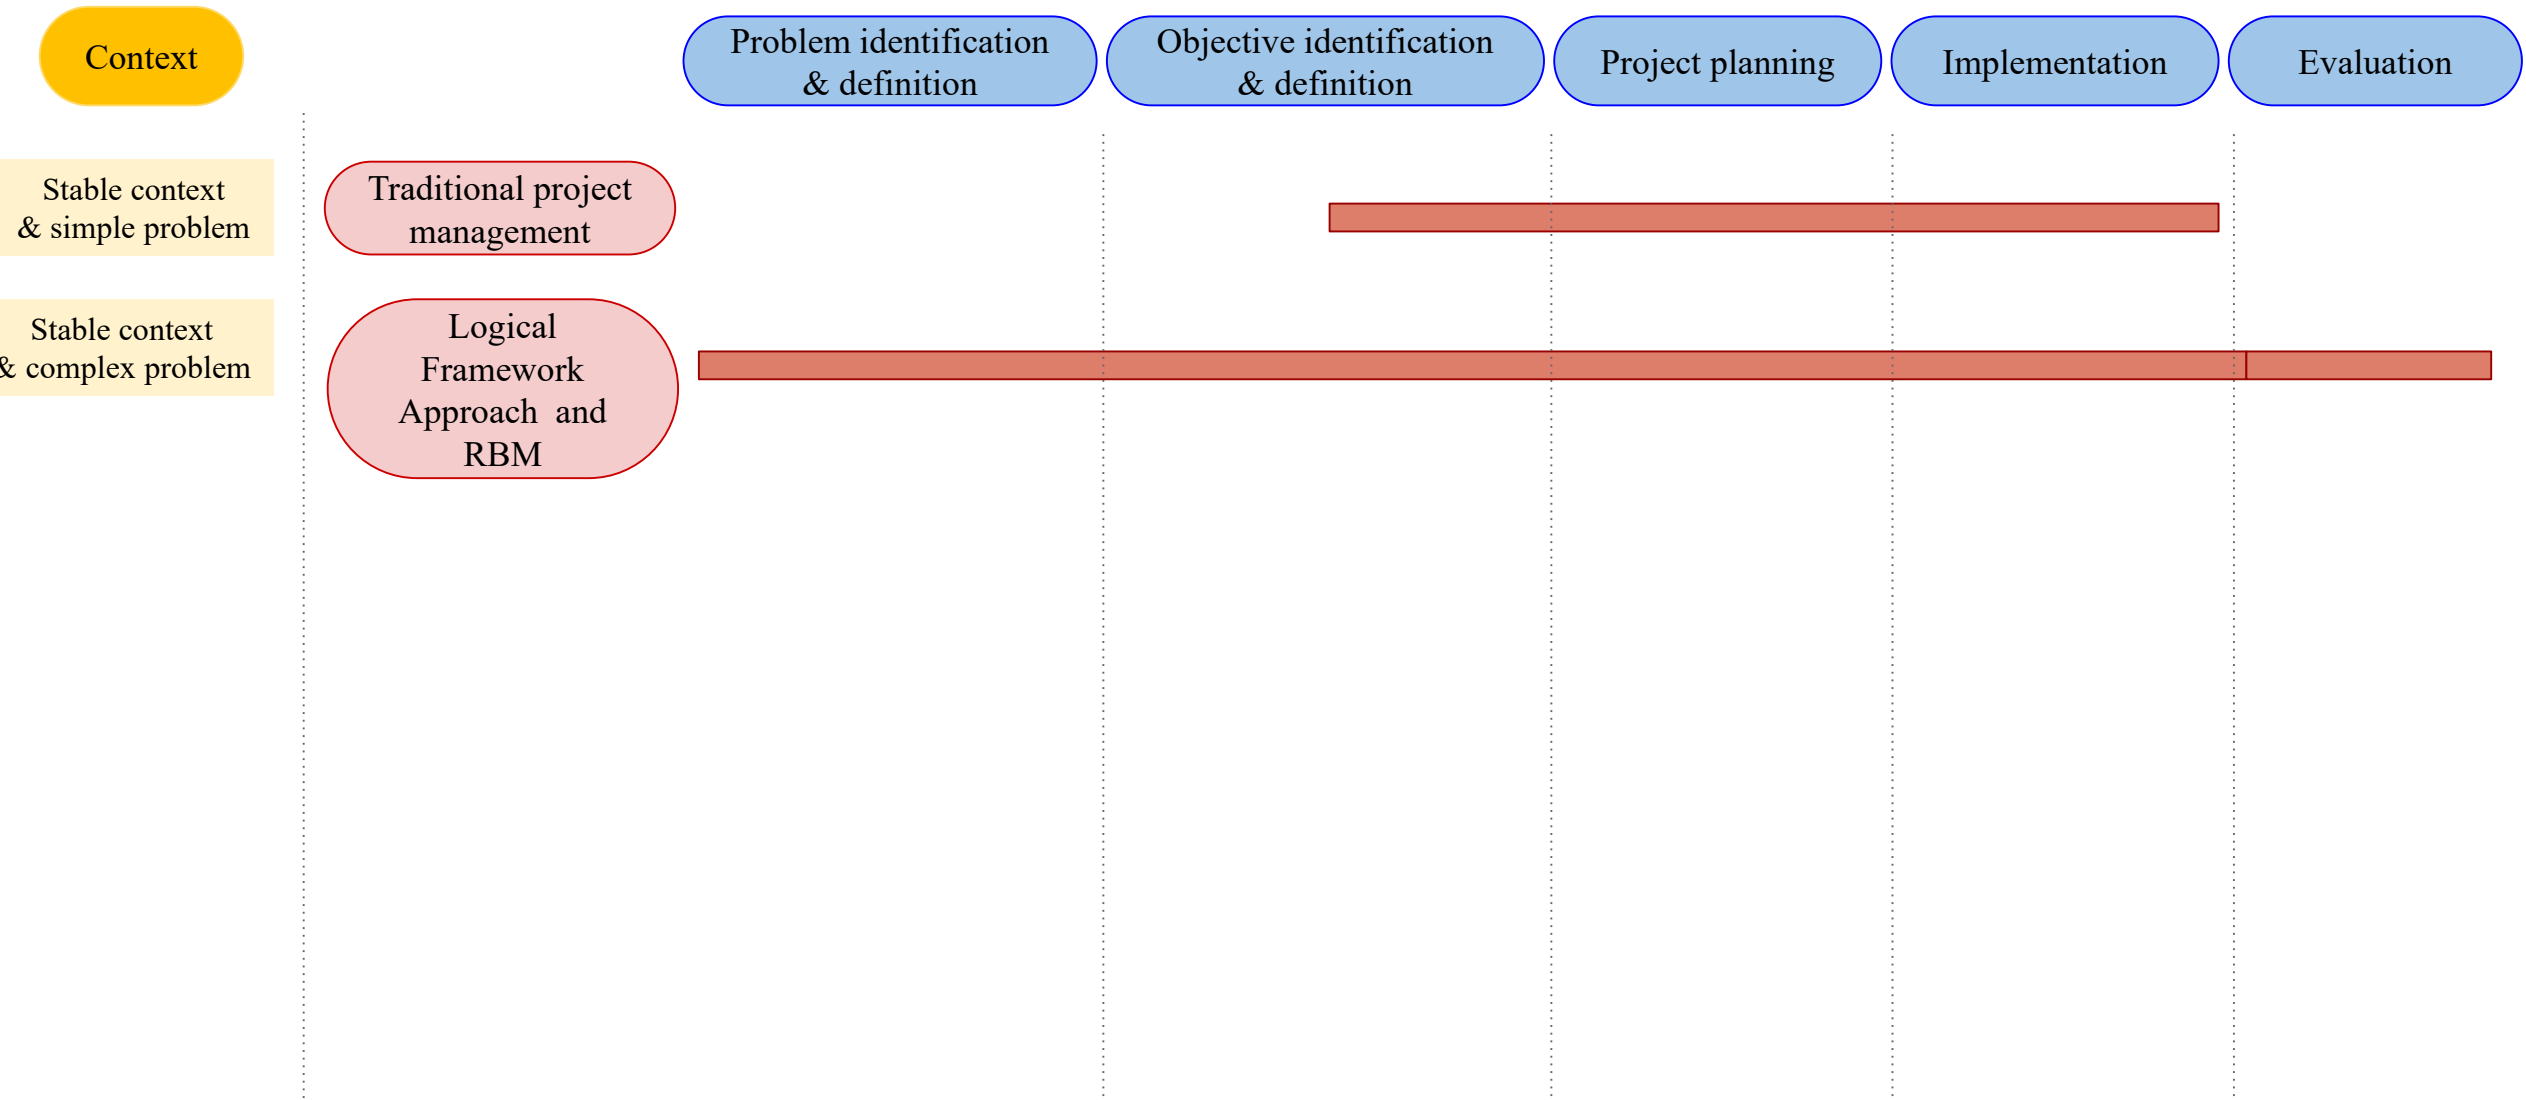 Context
Problem identification
& definition
Objective identification
& definition
Project planning
Implementation
Evaluation
Stable context
& simple problem
Traditional project
management
Stable context
& complex problem
Logical
Framework
Approach  and
RBM